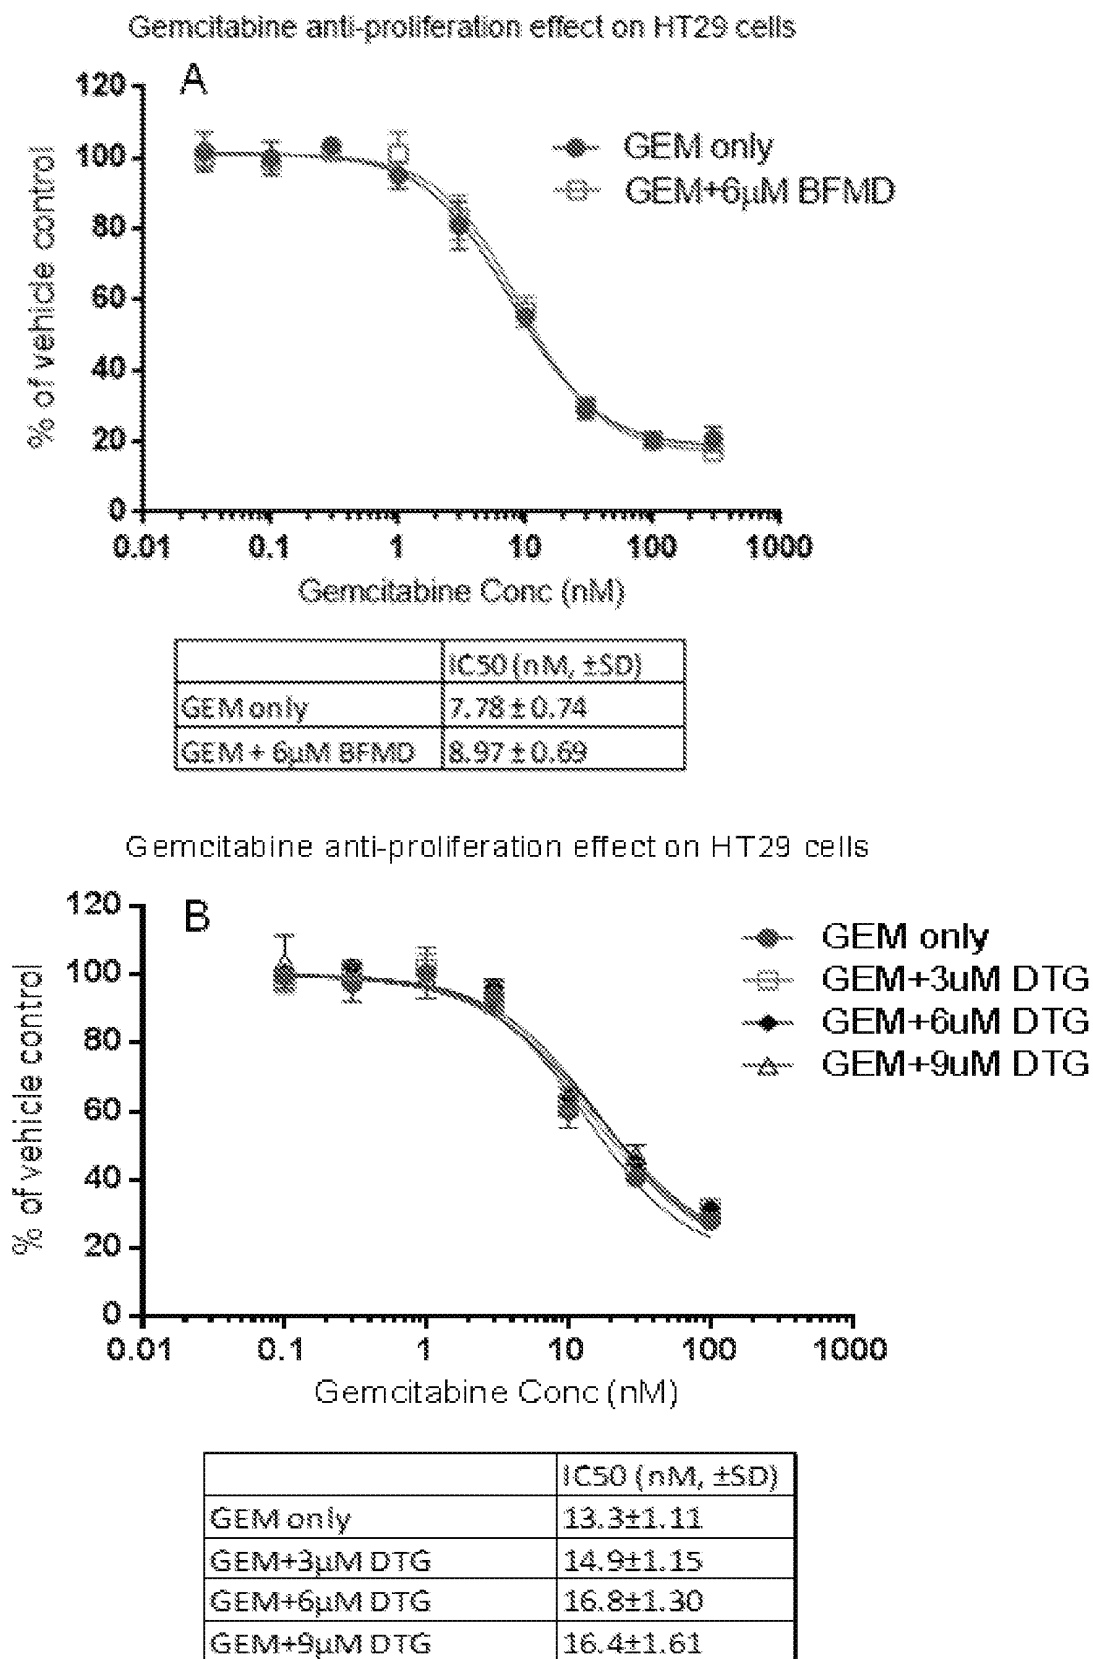 Gemcitabine anti-proliferation effect on HT29 cells
A
120
100
80
60
40
20
0
% of vehicle control
GEM only
GEM+6µM BFMD
0.01 0.1 1 10 100 1000
Gemcitabine Conc (nM)
IC50 (nM, ±SD)
GEM only 7.78 ± 0.74
GEM + 6µM BFMD 8.97 ± 0.69
Gemcitabine anti-proliferation effect on HT29 cells
B
120
100
80
60
40
20
0
% of vehicle control
GEM only
GEM+3uM DTG
GEM+6uM DTG
GEM+9uM DTG
0.01 0.1 1 10 100 1000
Gemcitabine Conc (nM)
IC50 (nM, ±SD)
GEM only 13.3±1.11
GEM+3µM DTG 14.9±1.15
GEM+6µM DTG 16.8±1.30
GEM+9µM DTG 16.4±1.61